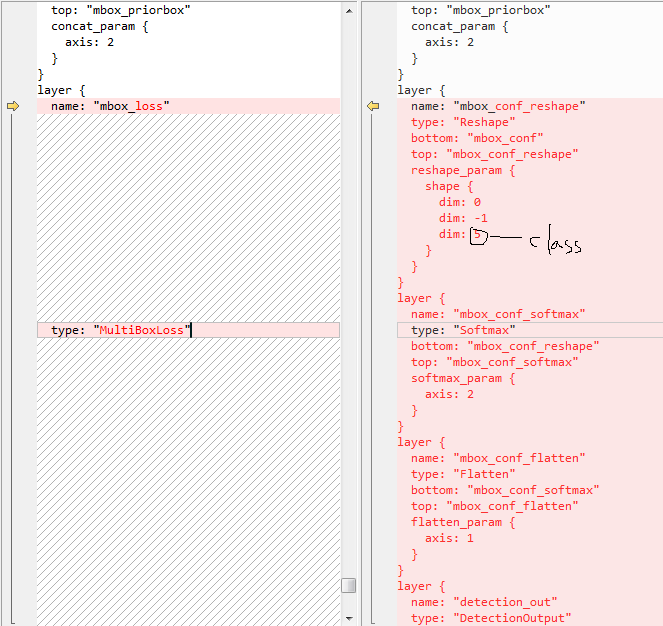 top: "mbox_priorbox"
concat_param {
axis: 2
}
}
layer {
name: "mbox_loss"
type: "MultiBoxLoss"
top: "mbox_priorbox"
concat_param {
axis: 2
}
}
layer {
name: "mbox_conf_reshape"
type: "Reshape"
bottom: "mbox_conf"
top: "mbox_conf_reshape"
reshape_param {
shape {
dim: 0
dim: -1
dim: 5 class
}
}
}
layer {
name: "mbox_conf_softmax"
type: "Softmax"
bottom: "mbox_conf_reshape"
top: "mbox_conf_softmax"
softmax_param {
axis: 2
}
}
layer {
name: "mbox_conf_flatten"
type: "Flatten"
bottom: "mbox_conf_softmax"
top: "mbox_conf_flatten"
flatten_param {
axis: 1
}
}
layer {
name: "detection_out"
type: "DetectionOutput"